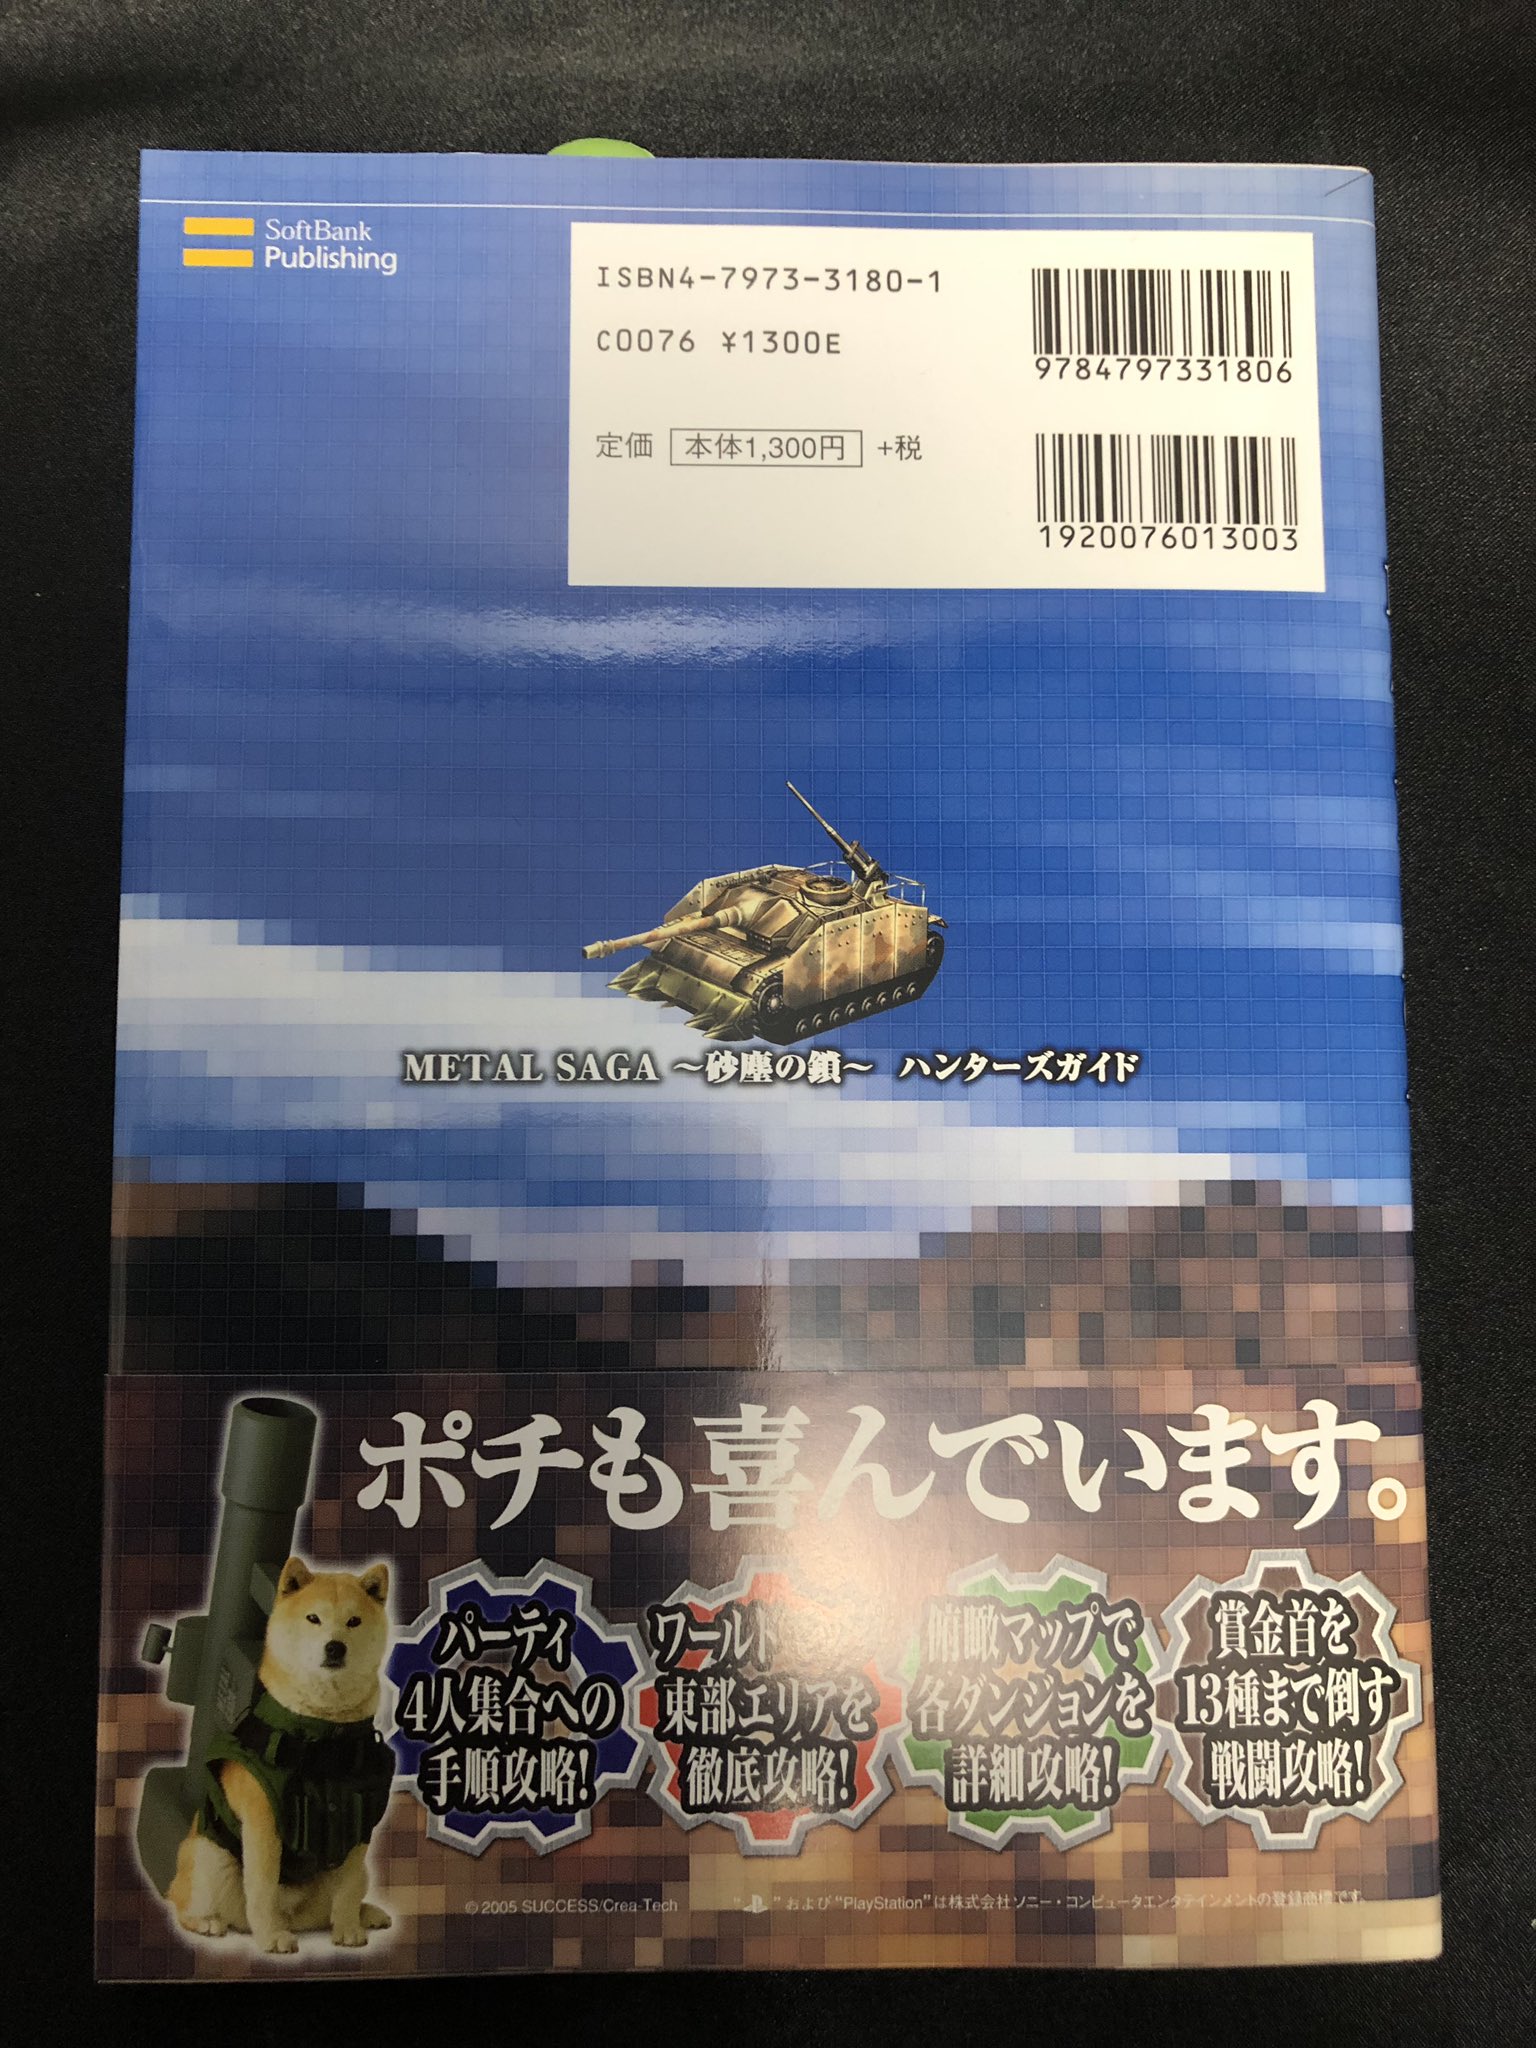 SoftBank
Publishing
ISBN4-7973-3180-1
C0076 ¥1300E
9784797331806
定価 本体1,300円 +税
1920076013003
METAL SAGA ～砂塵の鎖～ ハンターズガイド
ポチも喜んでいます。
パーティ
4人集合への
手順攻略!
ワールド
東部エリアを
徹底攻略!
俯瞰マップで
各ダンジョンを
詳細攻略!
賞金首を
13種まで倒す
戦闘攻略!
© 2005 SUCCESS/Crea-Tech
“ ” および “PlayStation” は株式会社ソニー・コンピュータエンタテインメントの登録商標です。